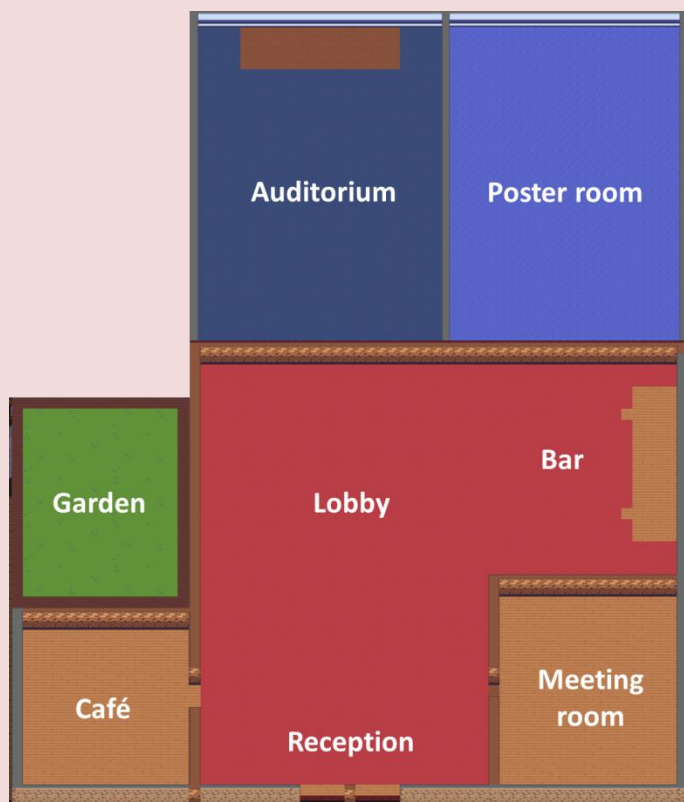 Auditorium
Poster room
Bar
Garden
Lobby
Meeting
room
Café
Reception